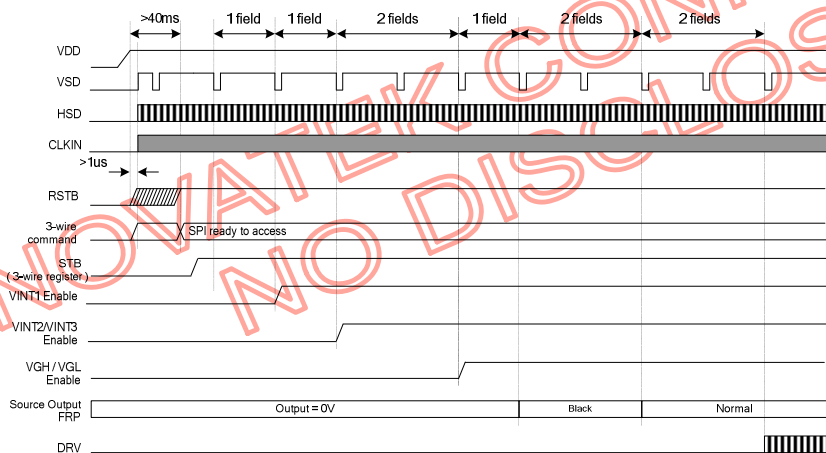 >40ms
1 field
1 field
2 fields
1 field
2 fields
2 fields
VDD
VSD
HSD
CLKIN
>1us
RSTB
3-wire
command
SPI ready to access
STB
( 3-wire register )
VINT1 Enable
VINT2/VINT3
Enable
VGH / VGL
Enable
Source Output
FRP
Output = 0V
Black
Normal
DRV
NOVATEK CON
NO DISCLOS